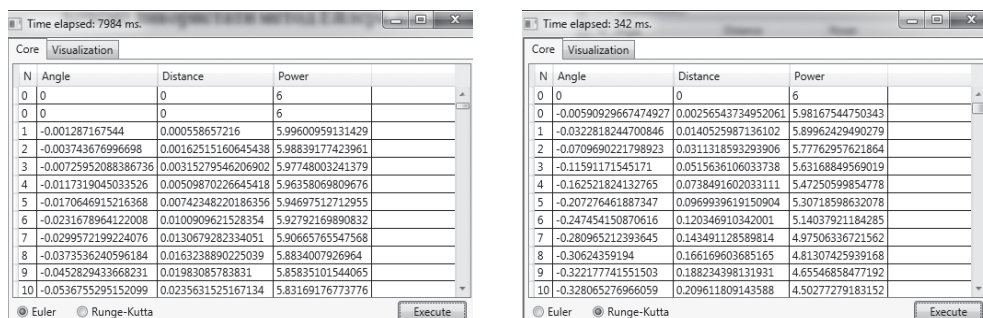 Time elapsed: 7984 ms.
Core Visualization
N Angle Distance Power
0 0 0 6
0 0 0 6
1 -0.001287167544 0.000558657216 5.99600959131429
2 -0.003743676996698 0.00162515160645438 5.98839177423961
3 -0.00725952088386736 0.00315279546206902 5.97748003241379
4 -0.0117319045033526 0.00509870226645418 5.96358069809676
5 -0.0170646915216368 0.00742348220186356 5.94697512712955
6 -0.0231678964122008 0.0100909621528354 5.92792169890832
7 -0.0299572199224076 0.0130679282334051 5.90665765547568
8 -0.0373536240596184 0.0163238890225039 5.8834007926964
9 -0.0452829433668231 0.01983085783831 5.85835101544065
10 -0.0536755295152099 0.0235631525167134 5.83169176773776
Euler Runge-Kutta Execute
Time elapsed: 342 ms.
Core Visualization
N Angle Distance Power
0 0 0 6
0 -0.00590929667474927 0.00256543734952061 5.98167544750343
1 -0.0322818244700846 0.0140525987136102 5.89962429490279
2 -0.0709690221798923 0.0311318593293906 5.77762957621864
3 -0.11591171545171 0.0515636106033738 5.63168849569019
4 -0.162521824132765 0.0738491602033111 5.47250599854778
5 -0.207276461887347 0.0969939619150904 5.30718598632078
6 -0.247454150870616 0.120346910342001 5.14037921184285
7 -0.280965212393645 0.143491128589814 4.97506336721562
8 -0.30624359194 0.166169603685165 4.81307425939168
9 -0.322177741551503 0.188234398131931 4.65546858477192
10 -0.328065276966059 0.209611809143588 4.50277279183152
Euler Runge-Kutta Execute